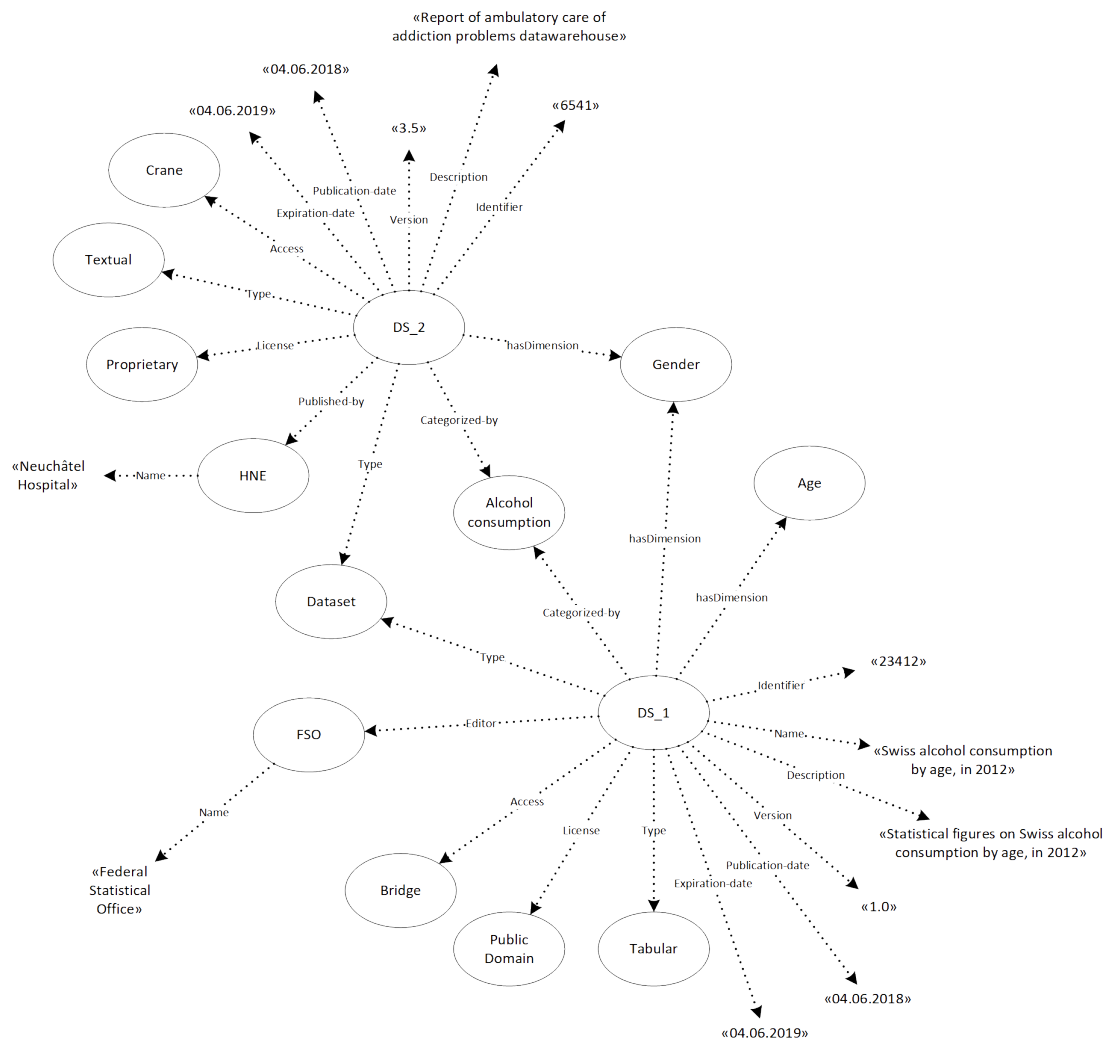 «Report of ambulatory care of
addiction problems datawarehouse»
«04.06.2018»
«04.06.2019»
«6541»
«3.5»
Crane
Description
Publication-date
Identifier
Expiration-date
Version
Access
Textual
Type
DS_2
License
hasDimension
Proprietary
Gender
Published-by
Categorized-by
Type
«Neuchâtel
Hospital»
Name
HNE
Age
Alcohol
consumption
hasDimension
hasDimension
Dataset
Categorized-by
Type
«23412»
Identifier
DS_1
FSO
Editor
Name
«Swiss alcohol consumption
by age, in 2012»
Description
Access
Name
License
Type
Version
«Statistical figures on Swiss alcohol
consumption by age, in 2012»
Publication-date
Expiration-date
«Federal
Statistical
Office»
Bridge
«1.0»
Public
Domain
Tabular
«04.06.2018»
«04.06.2019»